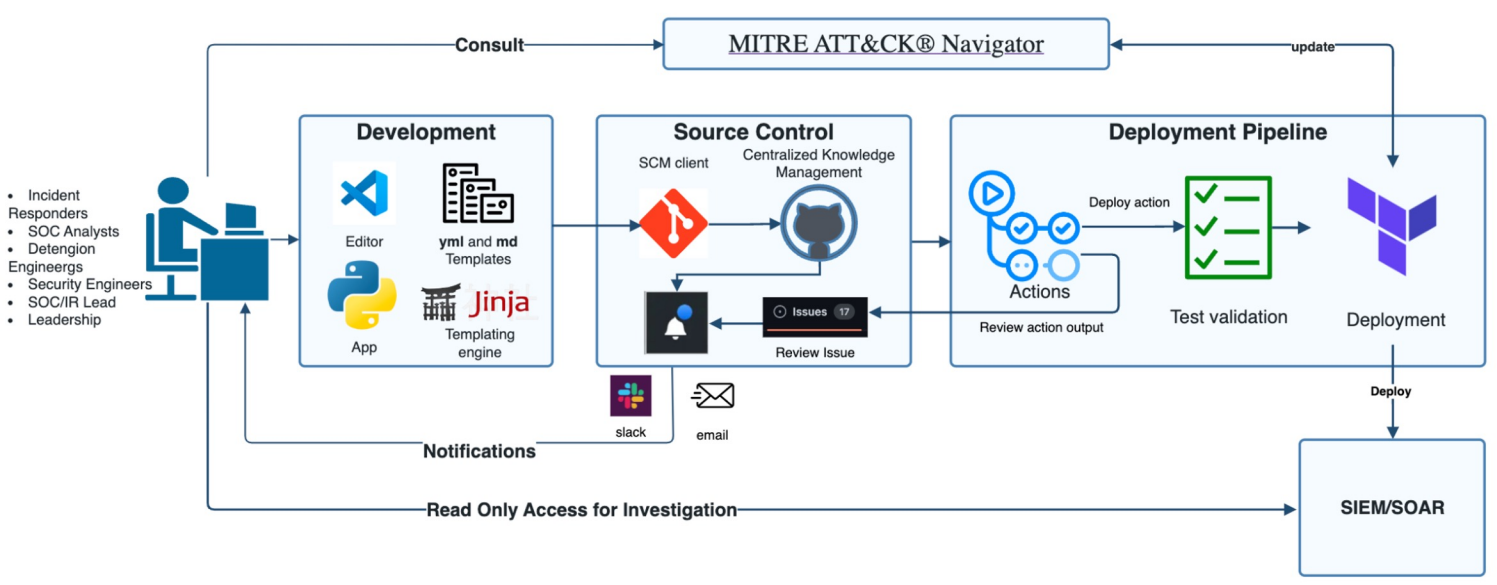 Consult
MITRE ATT&CK® Navigator
update
Development
Source Control
Deployment Pipeline
SCM client
Centralized Knowledge
Management
• Incident
Responders
• SOC Analysts
• Detengion
Engineergs
• Security Engineers
• SOC/IR Lead
• Leadership
Editor
yml and md
Templates
App
Jinja
Templating
engine
Issues 17
Review Issue
Deploy action
Actions
Review action output
Test validation
Deployment
slack
email
Notifications
Deploy
Read Only Access for Investigation
SIEM/SOAR